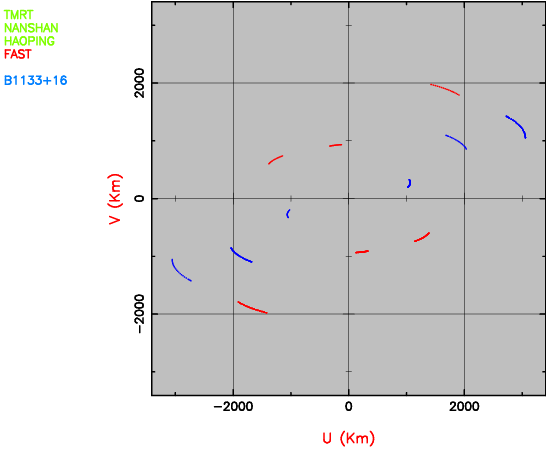 TMRT
NANSHAN
HAOPING
FAST
B1133+16
2000
0
-2000
V (Km)
-2000
0
2000
U (Km)